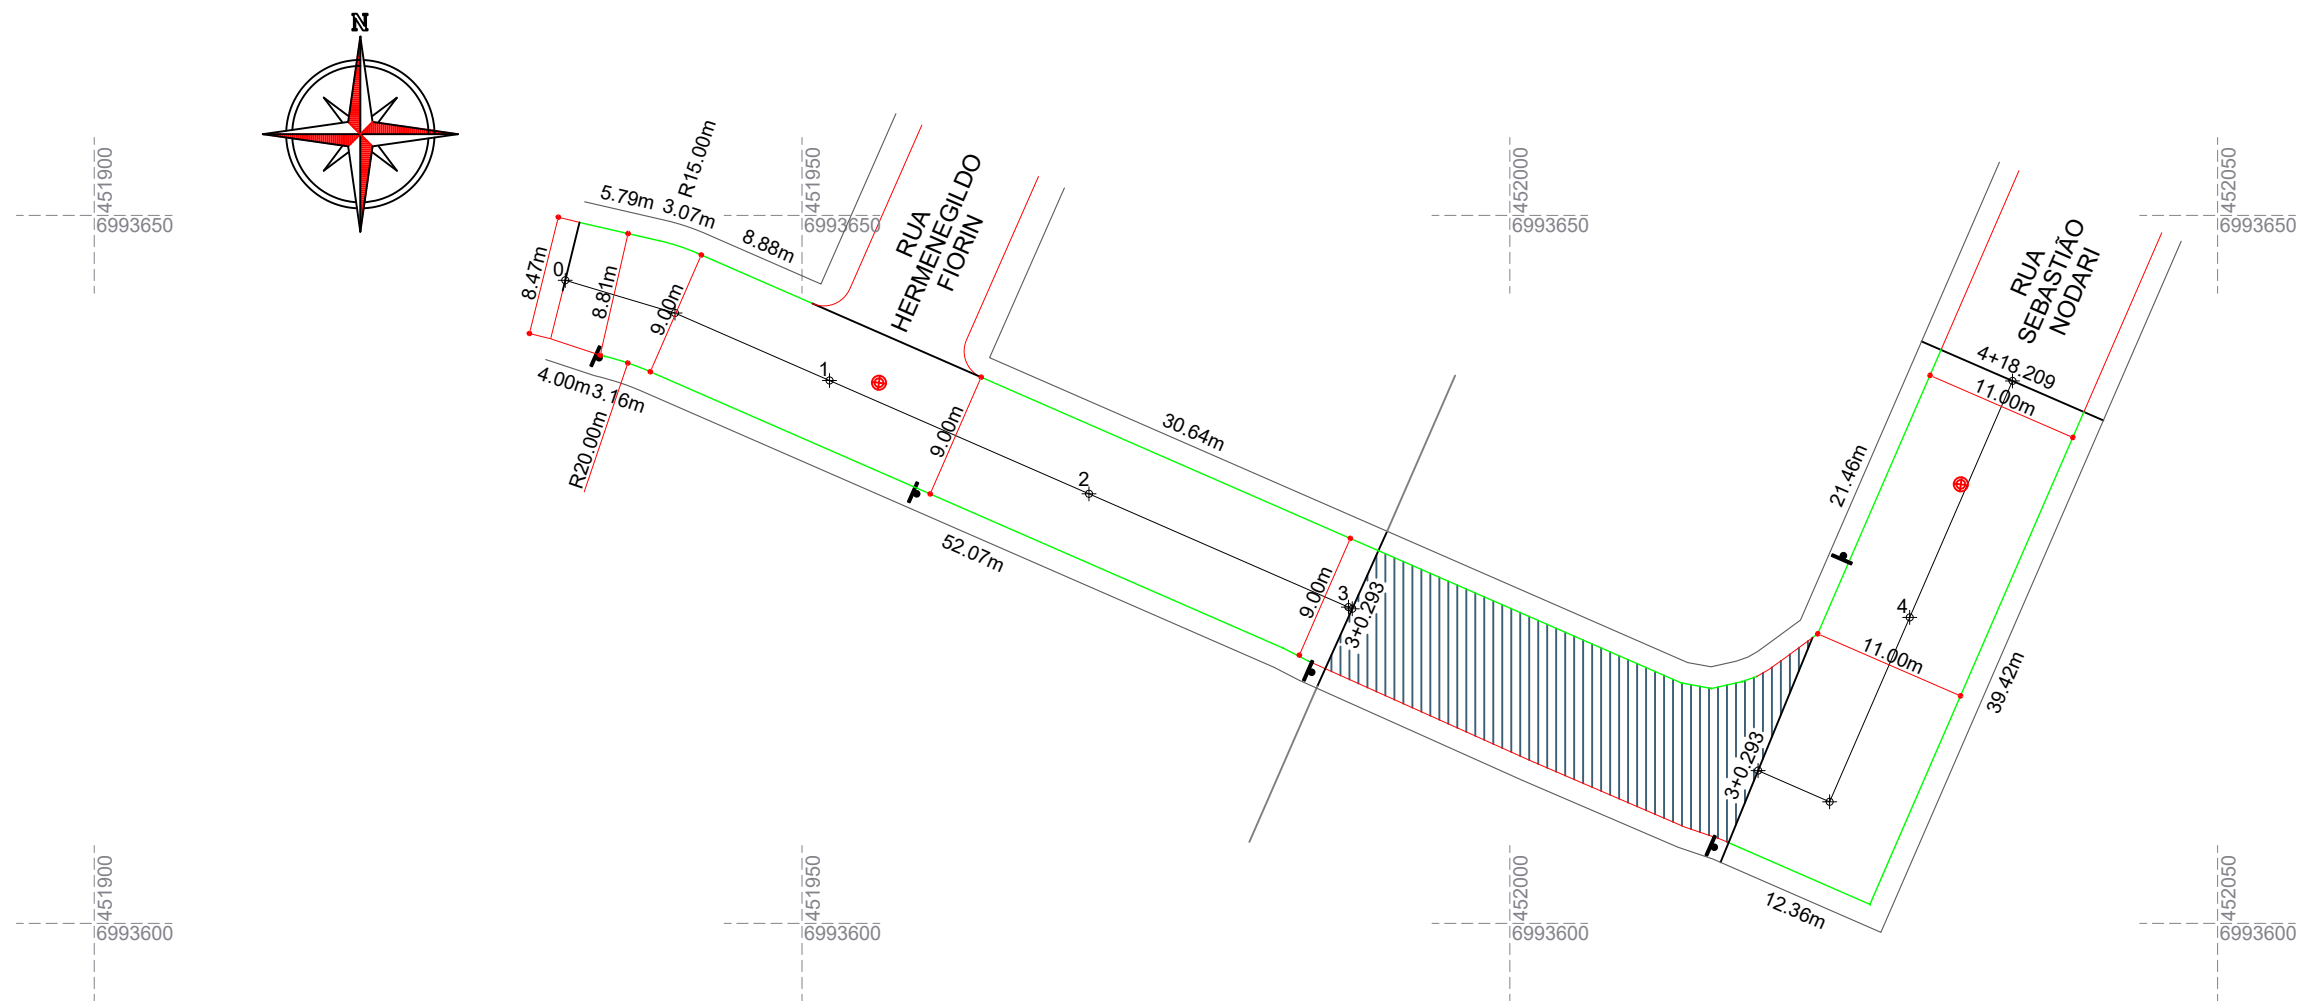 N
451900
6993650
451950
6993650
452000
6993650
452050
6993650
R15.00m
5.79m
3.07m
8.88m
RUA
HERMENEGILDO
FIORIN
RUA
SEBASTIÃO
NODARI
8.47m
0
8.81m
9.00m
4.00m
3.16m
R20.00m
1
9.00m
2
30.64m
52.07m
9.00m
3
3+0.293
4+18.209
11.00m
21.46m
4
11.00m
39.42m
3+0.293
12.36m
451900
6993600
451950
6993600
452000
6993600
452050
6993600